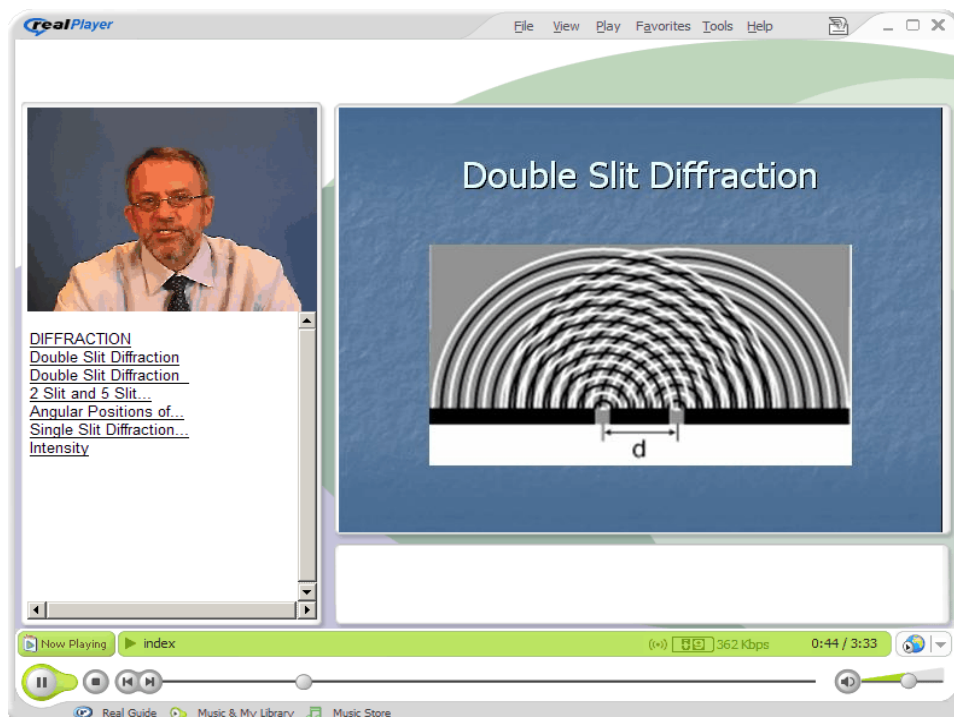 realPlayer
File View Play Favorites Tools Help
Double Slit Diffraction
d
DIFFRACTION
Double Slit Diffraction
Double Slit Diffraction
2 Slit and 5 Slit...
Angular Positions of...
Single Slit Diffraction...
Intensity
Now Playing index 362 Kbps 0:44 / 3:33
Real Guide Music & My Library Music Store